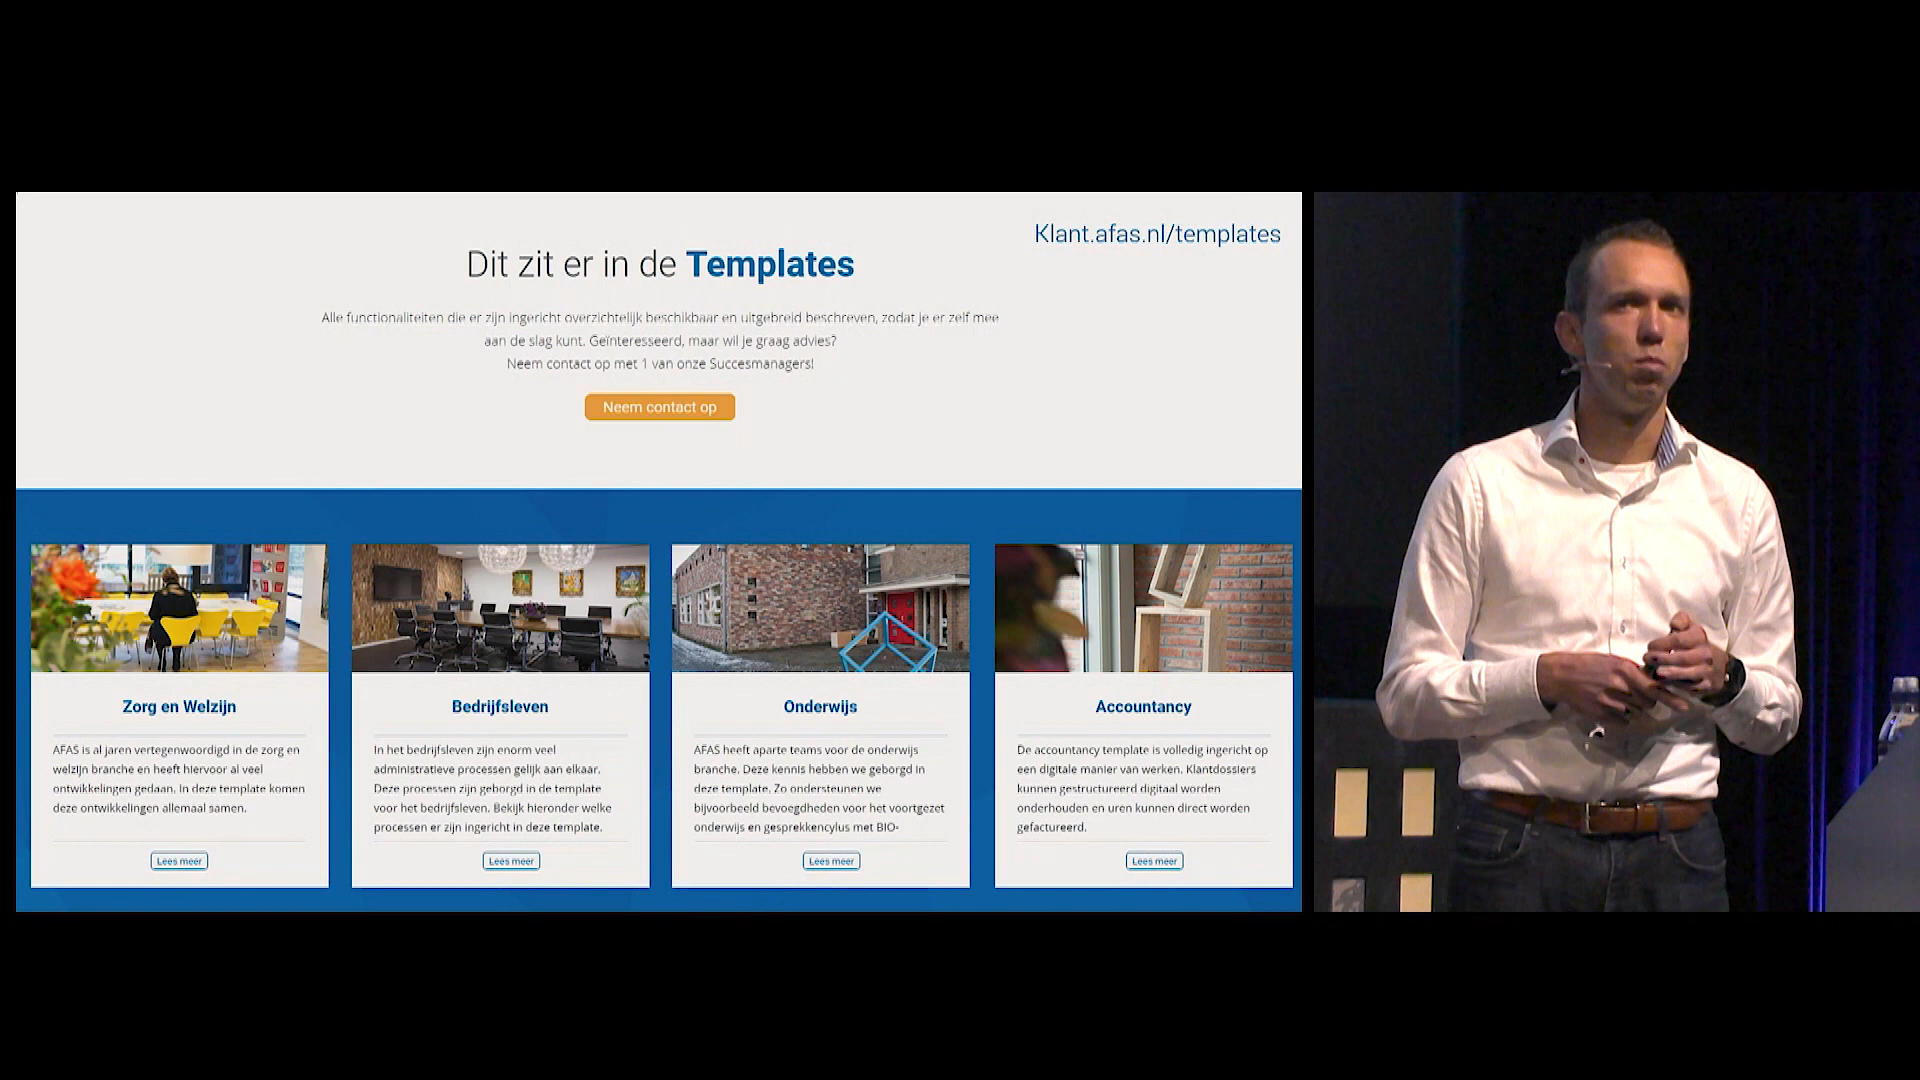 Klant.afas.nl/templates
Dit zit er in de Templates
Alle functionaliteiten die er zijn ingericht overzichtelijk beschikbaar en uitgebreid beschreven, zodat je er zelf mee
aan de slag kunt. Geïnteresseerd, maar wil je graag advies?
Neem contact op met 1 van onze Succesmanagers!
Neem contact op
Zorg en Welzijn
AFAS is al jaren vertegenwoordigd in de zorg en
welzijn branche en heeft hiervoor al veel
ontwikkelingen gedaan. In deze template komen
deze ontwikkelingen allemaal samen.
Lees meer
Bedrijfsleven
In het bedrijfsleven zijn enorm veel
administratieve processen gelijk aan elkaar.
Deze processen zijn geborgd in de template
voor het bedrijfsleven. Bekijk hieronder welke
processen er zijn ingericht in deze template.
Lees meer
Onderwijs
AFAS heeft aparte teams voor de onderwijs
branche. Deze kennis hebben we geborgd in
deze template. Zo ondersteunen we
bijvoorbeeld bevoegdheden voor het voortgezet
onderwijs en gesprekkencylus met BIO-
Lees meer
Accountancy
De accountancy template is volledig ingericht op
een digitale manier van werken. Klantdossiers
kunnen gestructureerd digitaal worden
onderhouden en uren kunnen direct worden
gefactureerd.
Lees meer